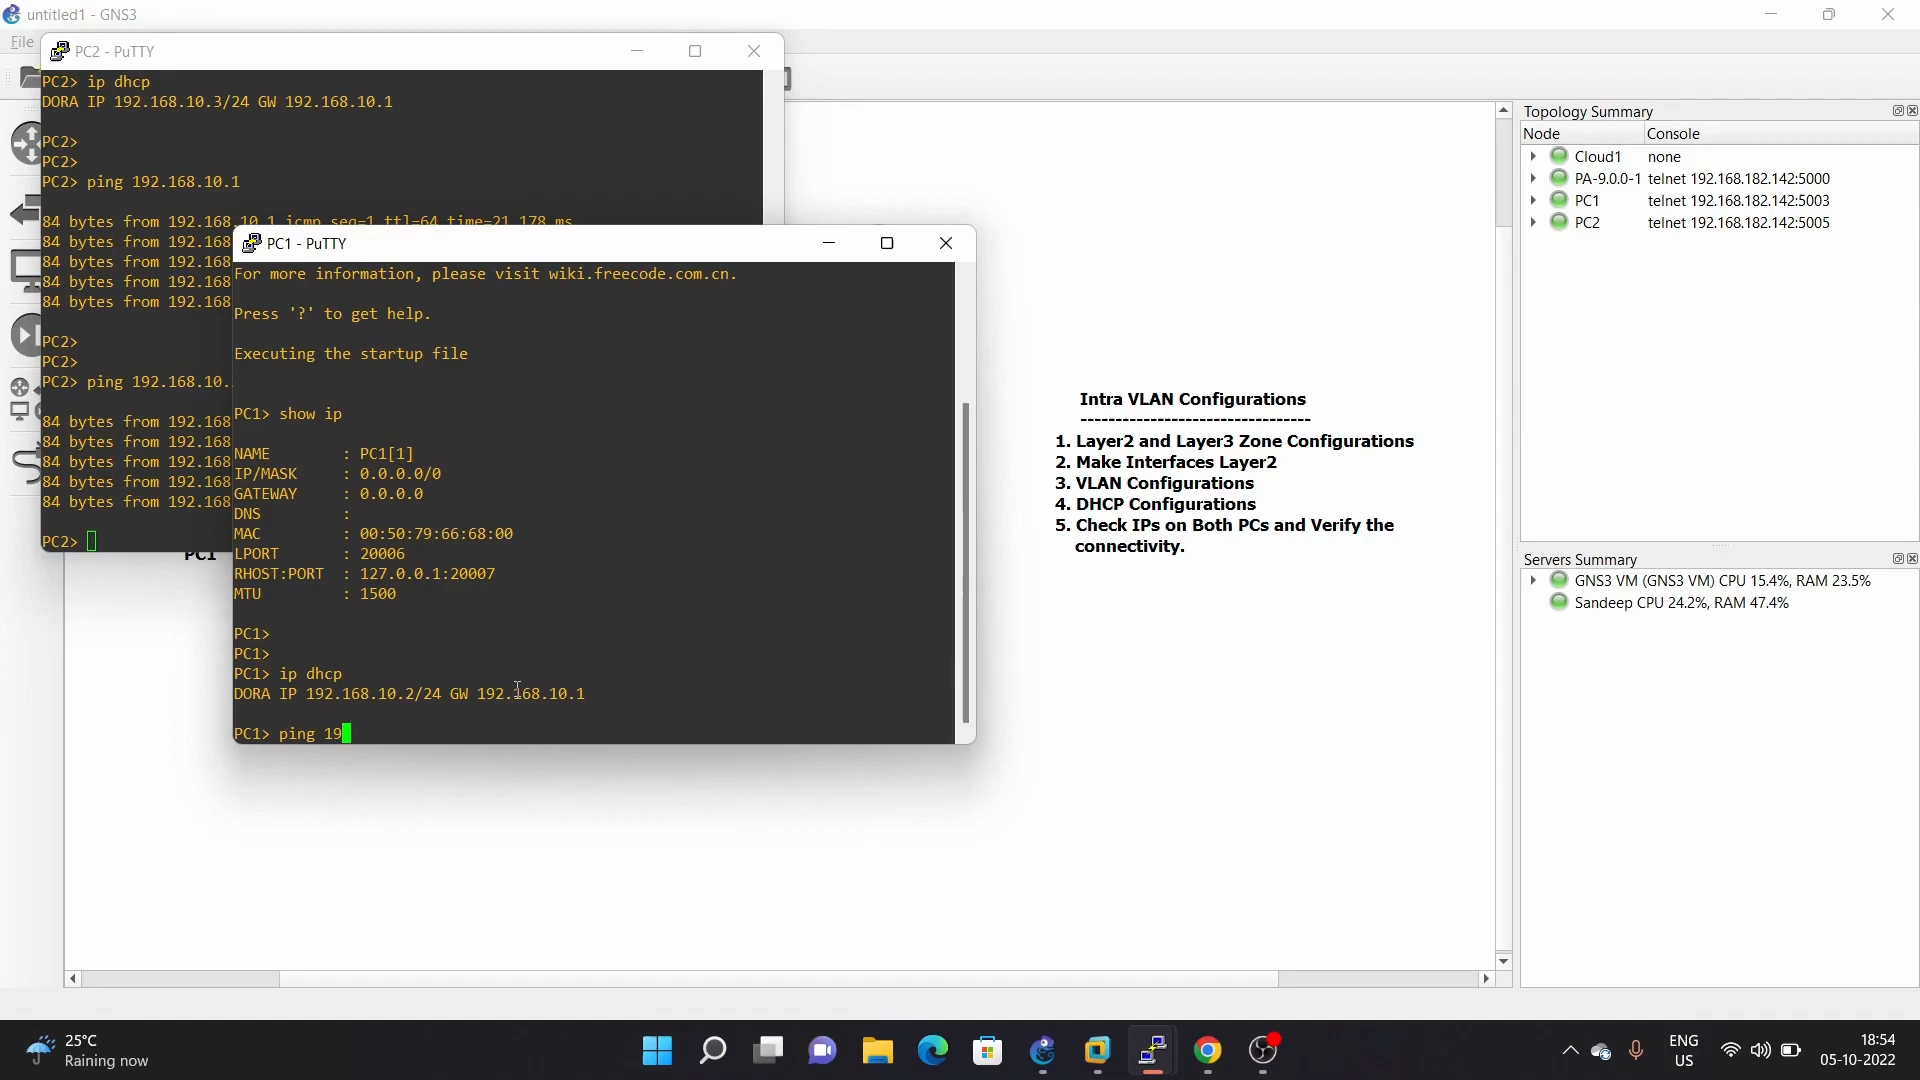 untitled1 - GNS3
File
PC2 - PuTTY
PC2> ip dhcp
DORA IP 192.168.10.3/24 GW 192.168.10.1
PC2>
PC2>
PC2> ping 192.168.10.1
84 bytes from 192.168.10.1 icmp_seq=1 ttl=64 time=21.178 ms
84 bytes from 192.168
84 bytes from 192.168
84 bytes from 192.168
84 bytes from 192.168
PC2>
PC2>
PC2> ping 192.168.10.
84 bytes from 192.168
84 bytes from 192.168
84 bytes from 192.168
84 bytes from 192.168
84 bytes from 192.168
PC2>
PC1
PC1 - PuTTY
For more information, please visit wiki.freecode.com.cn.
Press '?' to get help.
Executing the startup file
PC1> show ip
NAME : PC1[1]
IP/MASK : 0.0.0.0/0
GATEWAY : 0.0.0.0
DNS :
MAC : 00:50:79:66:68:00
LPORT : 20006
RHOST:PORT : 127.0.0.1:20007
MTU : 1500
PC1>
PC1>
PC1> ip dhcp
DORA IP 192.168.10.2/24 GW 192.168.10.1
PC1> ping 19
Intra VLAN Configurations
--------------------------------
1. Layer2 and Layer3 Zone Configurations
2. Make Interfaces Layer2
3. VLAN Configurations
4. DHCP Configurations
5. Check IPs on Both PCs and Verify the
connectivity.
Topology Summary
Node Console
Cloud1 none
PA-9.0.0-1 telnet 192.168.182.142:5000
PC1 telnet 192.168.182.142:5003
PC2 telnet 192.168.182.142:5005
Servers Summary
GNS3 VM (GNS3 VM) CPU 15.4%, RAM 23.5%
Sandeep CPU 24.2%, RAM 47.4%
25°C
Raining now
ENG
US
18:54
05-10-2022